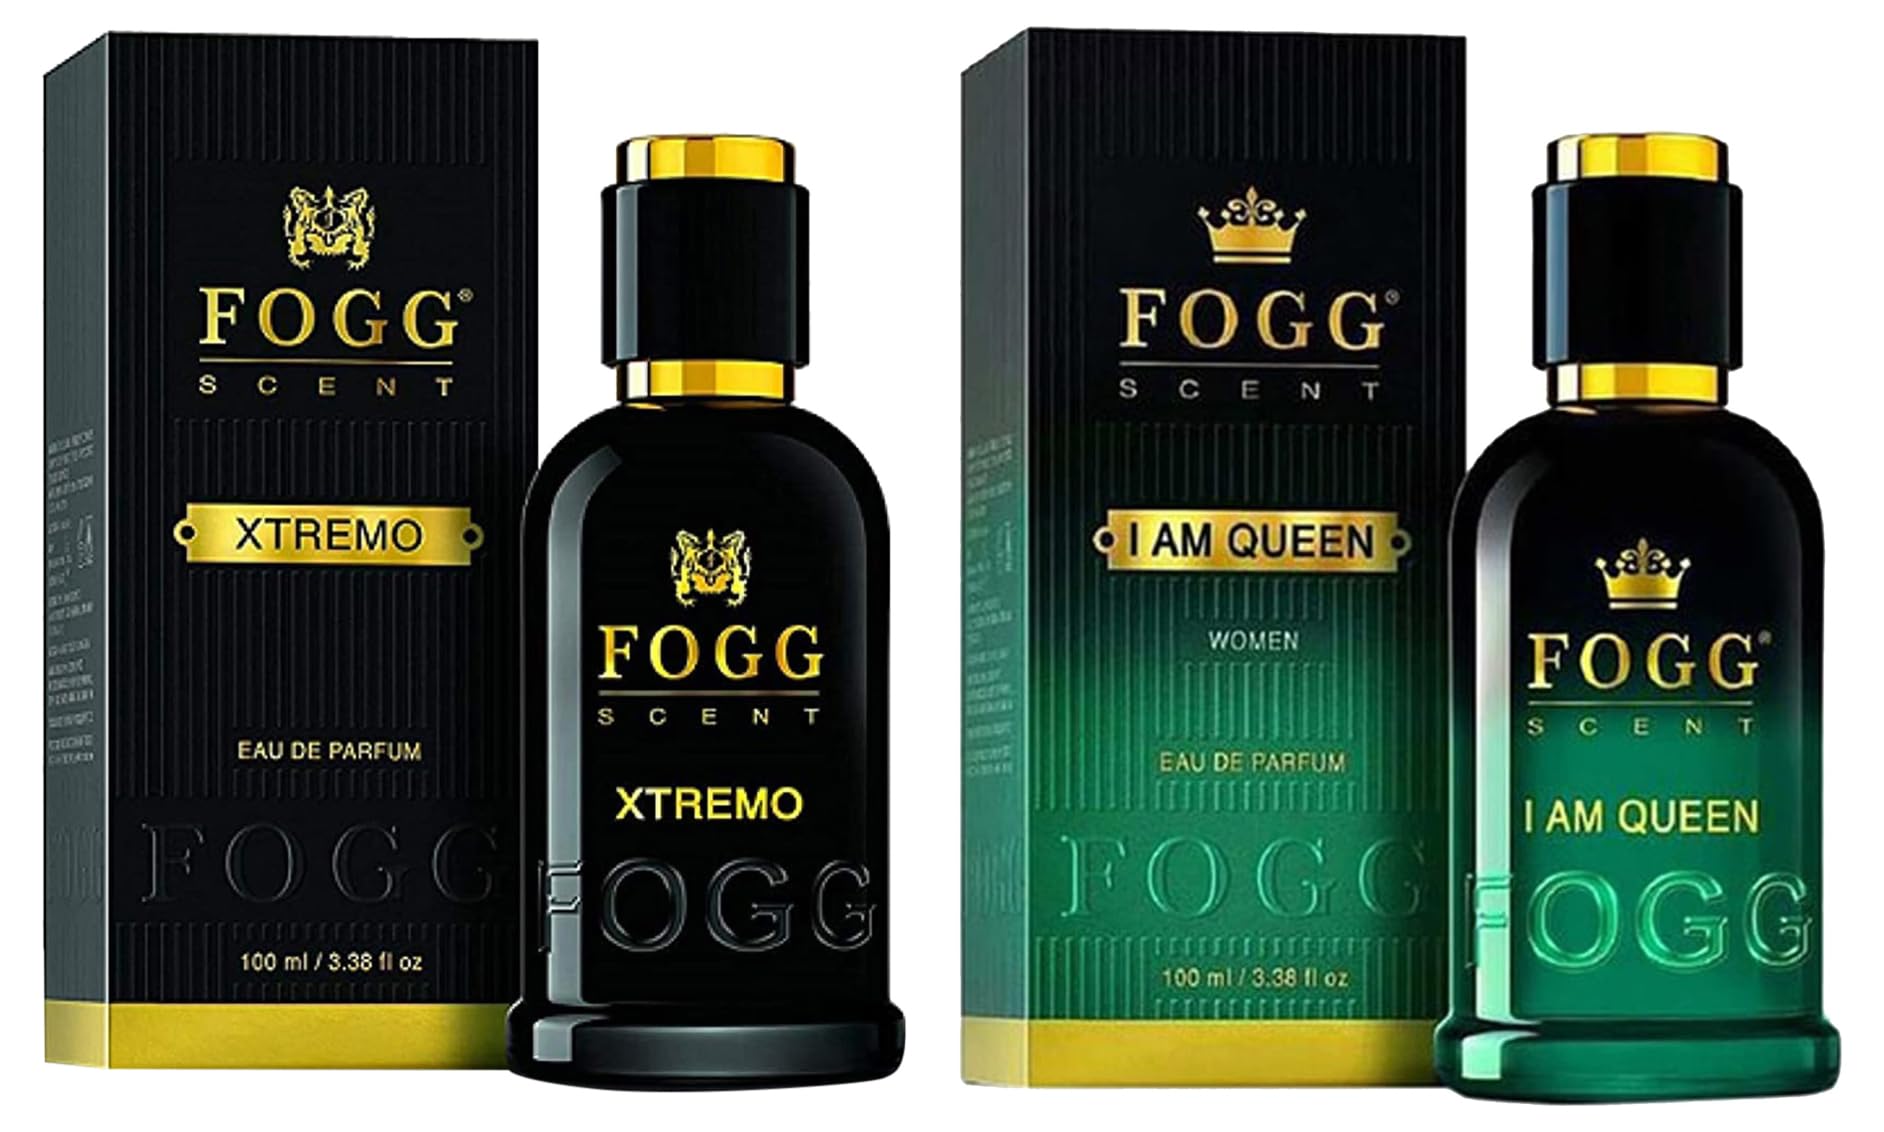 FOGG®
SCENT
XTREMO
EAU DE PARFUM
FOGG
100 ml / 3.38 fl oz
FOGG
SCENT
XTREMO
FOGG
FOGG®
SCENT
I AM QUEEN
WOMEN
EAU DE PARFUM
FOGG
100 ml / 3.38 fl oz
FOGG®
SCENT
I AM QUEEN
FOGG